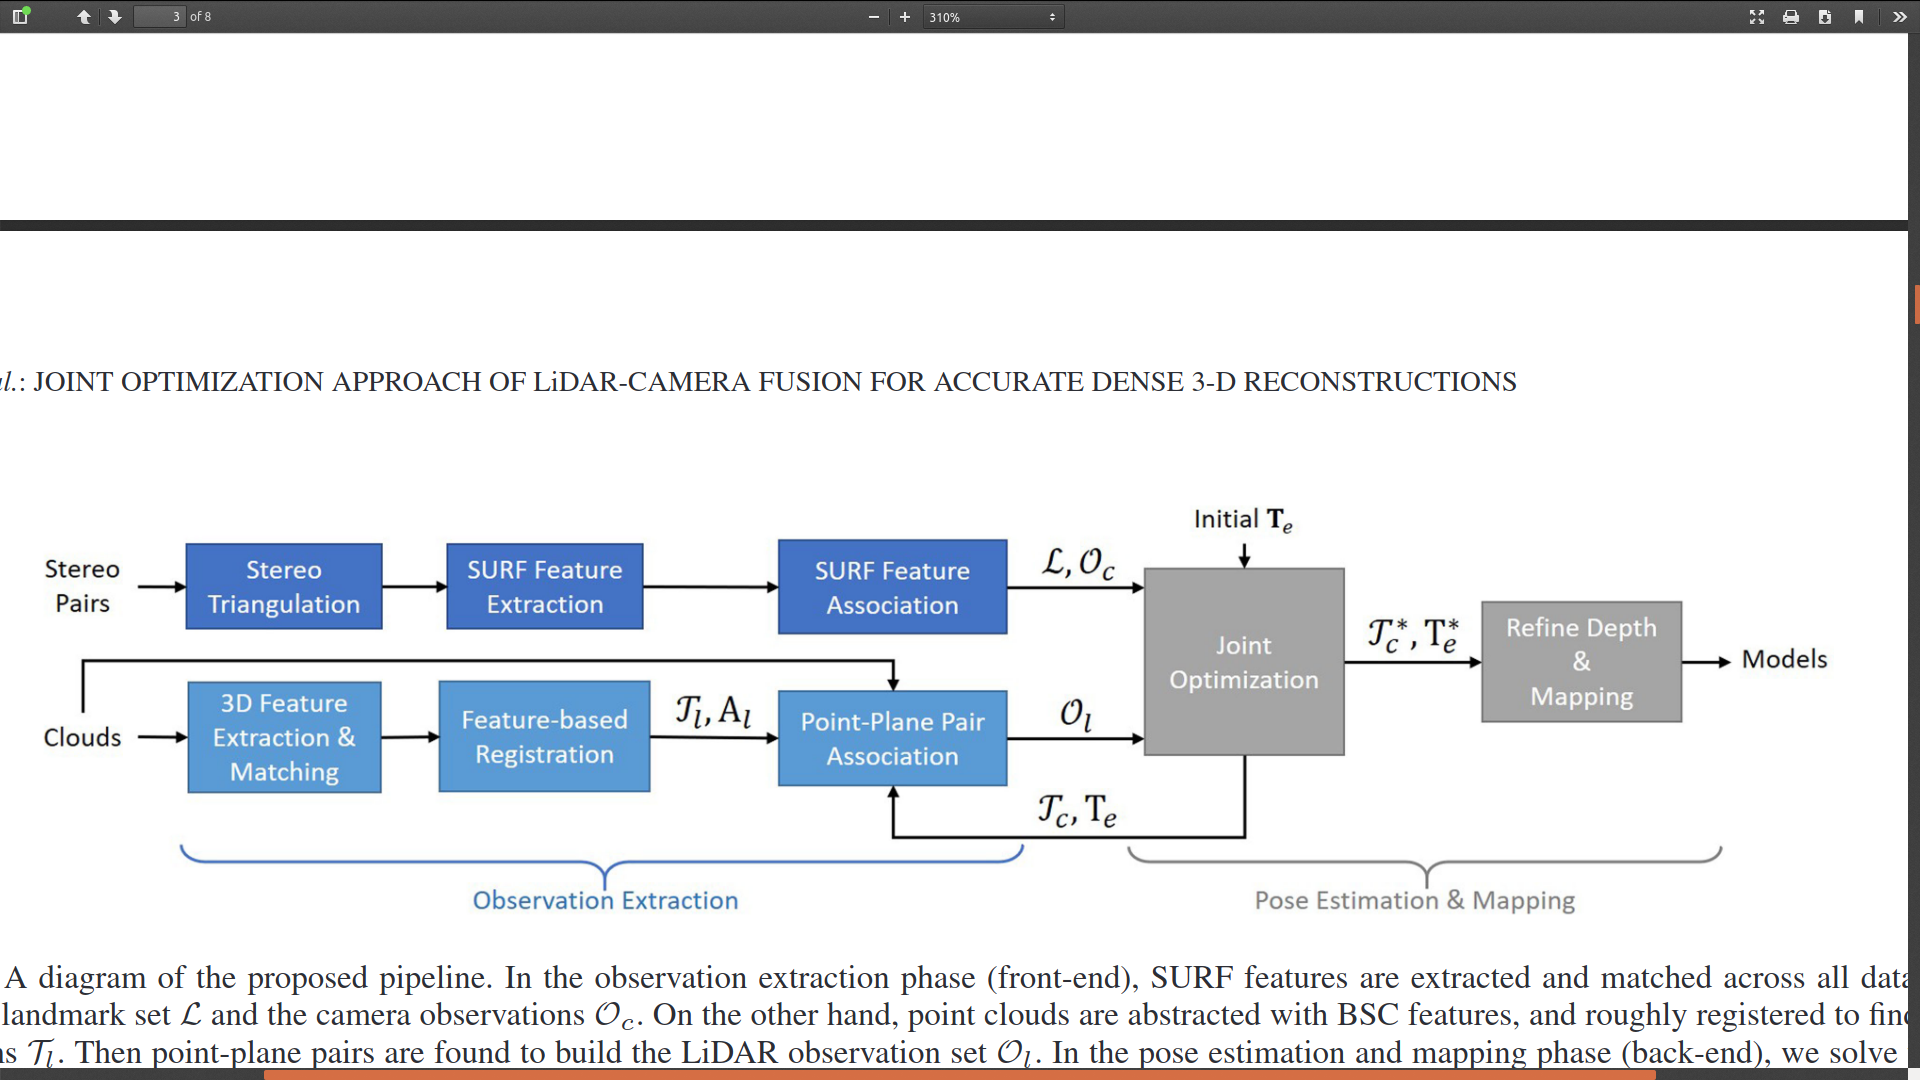 3 of 8
310%
al.: JOINT OPTIMIZATION APPROACH OF LiDAR-CAMERA FUSION FOR ACCURATE DENSE 3-D RECONSTRUCTIONS
Initial Tₑ
Stereo
Pairs
Stereo
Triangulation
SURF Feature
Extraction
SURF Feature
Association
ℒ, 𝒪c
Joint
Optimization
𝒯c*, Te*
Refine Depth
&
Mapping
Models
Clouds
3D Feature
Extraction &
Matching
Feature-based
Registration
𝒯l, Al
Point-Plane Pair
Association
𝒪l
𝒯c, Te
Observation Extraction
Pose Estimation & Mapping
A diagram of the proposed pipeline. In the observation extraction phase (front-end), SURF features are extracted and matched across all data
landmark set ℒ and the camera observations 𝒪c. On the other hand, point clouds are abstracted with BSC features, and roughly registered to find
s 𝒯l. Then point-plane pairs are found to build the LiDAR observation set 𝒪l. In the pose estimation and mapping phase (back-end), we solve